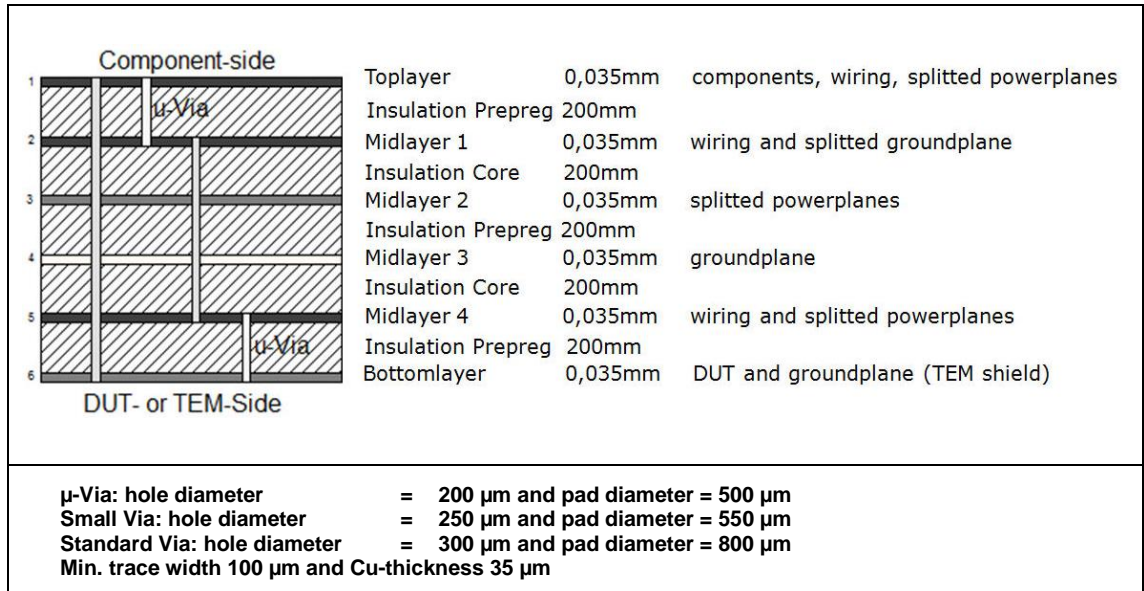 Component-side
1 Toplayer 0,035mm components, wiring, splitted powerplanes
u-Via Insulation Prepreg 200mm
2 Midlayer 1 0,035mm wiring and splitted groundplane
Insulation Core 200mm
3 Midlayer 2 0,035mm splitted powerplanes
Insulation Prepreg 200mm
4 Midlayer 3 0,035mm groundplane
Insulation Core 200mm
5 Midlayer 4 0,035mm wiring and splitted powerplanes
u-Via Insulation Prepreg 200mm
6 Bottomlayer 0,035mm DUT and groundplane (TEM shield)
DUT- or TEM-Side
µ-Via: hole diameter = 200 µm and pad diameter = 500 µm
Small Via: hole diameter = 250 µm and pad diameter = 550 µm
Standard Via: hole diameter = 300 µm and pad diameter = 800 µm
Min. trace width 100 µm and Cu-thickness 35 µm